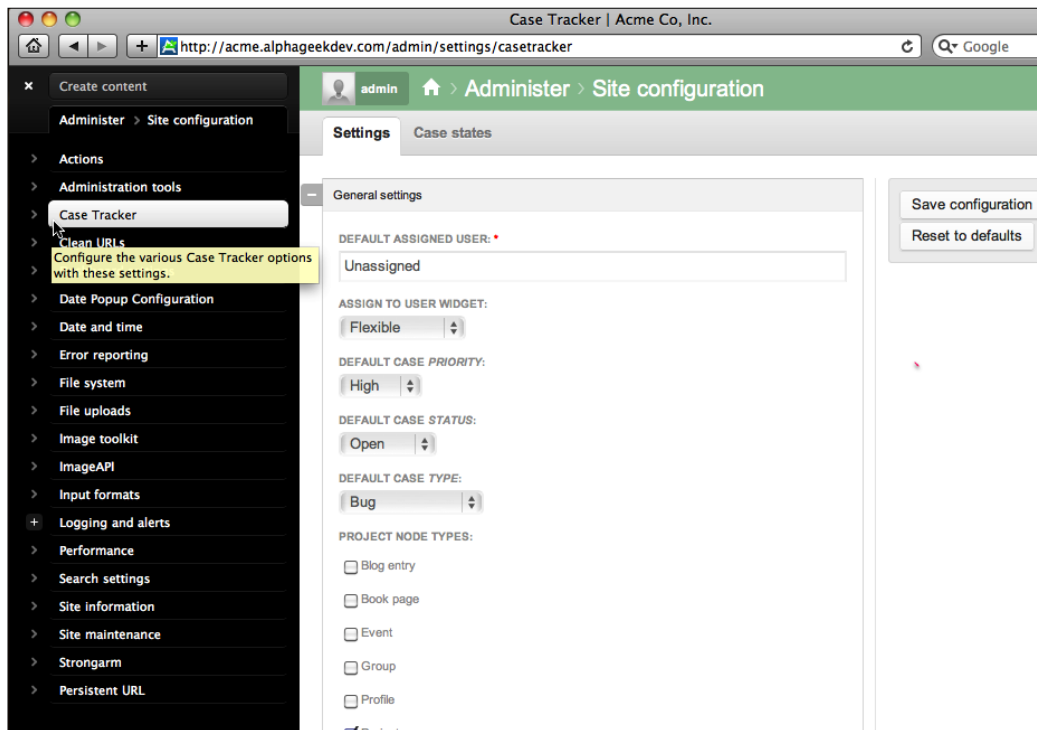 Case Tracker | Acme Co, Inc.
http://acme.alphageekdev.com/admin/settings/casetracker
Google
Create content
Administer > Site configuration
Actions
Administration tools
Case Tracker
Clean URLs
Configure the various Case Tracker options
with these settings.
Date Popup Configuration
Date and time
Error reporting
File system
File uploads
Image toolkit
ImageAPI
Input formats
Logging and alerts
Performance
Search settings
Site information
Site maintenance
Strongarm
Persistent URL
admin > Administer > Site configuration
Settings Case states
General settings
DEFAULT ASSIGNED USER: *
Unassigned
ASSIGN TO USER WIDGET:
Flexible
DEFAULT CASE PRIORITY:
High
DEFAULT CASE STATUS:
Open
DEFAULT CASE TYPE:
Bug
PROJECT NODE TYPES:
Blog entry
Book page
Event
Group
Profile
Save configuration
Reset to defaults